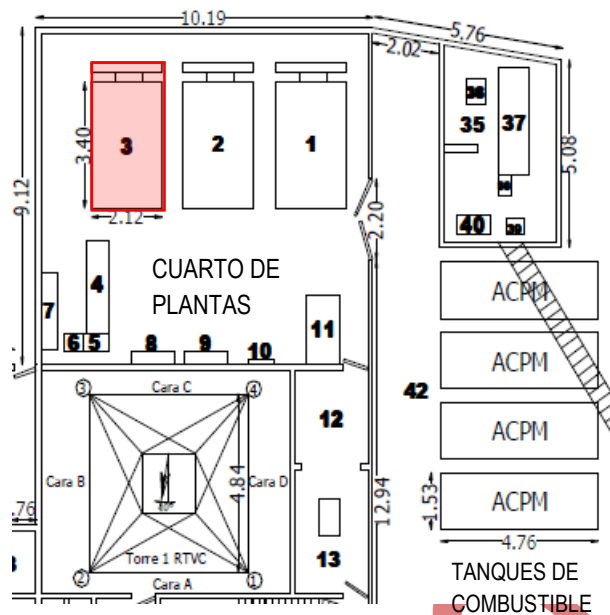 10.19
5.76
2.02
36
3
2
1
35
37
3.40
5.08
9.12
2.12
2.20
40
39
4
CUARTO DE
PLANTAS
7
ACPM
11
6 5
8
9
10
ACPM
3
Cara C
4
42
12
ACPM
Cara B
4.84
Cara D
12.94
1.53
ACPM
.76
Torre 1 RTVC
13
4.76
2
Cara A
1
TANQUES DE
COMBUSTIBLE